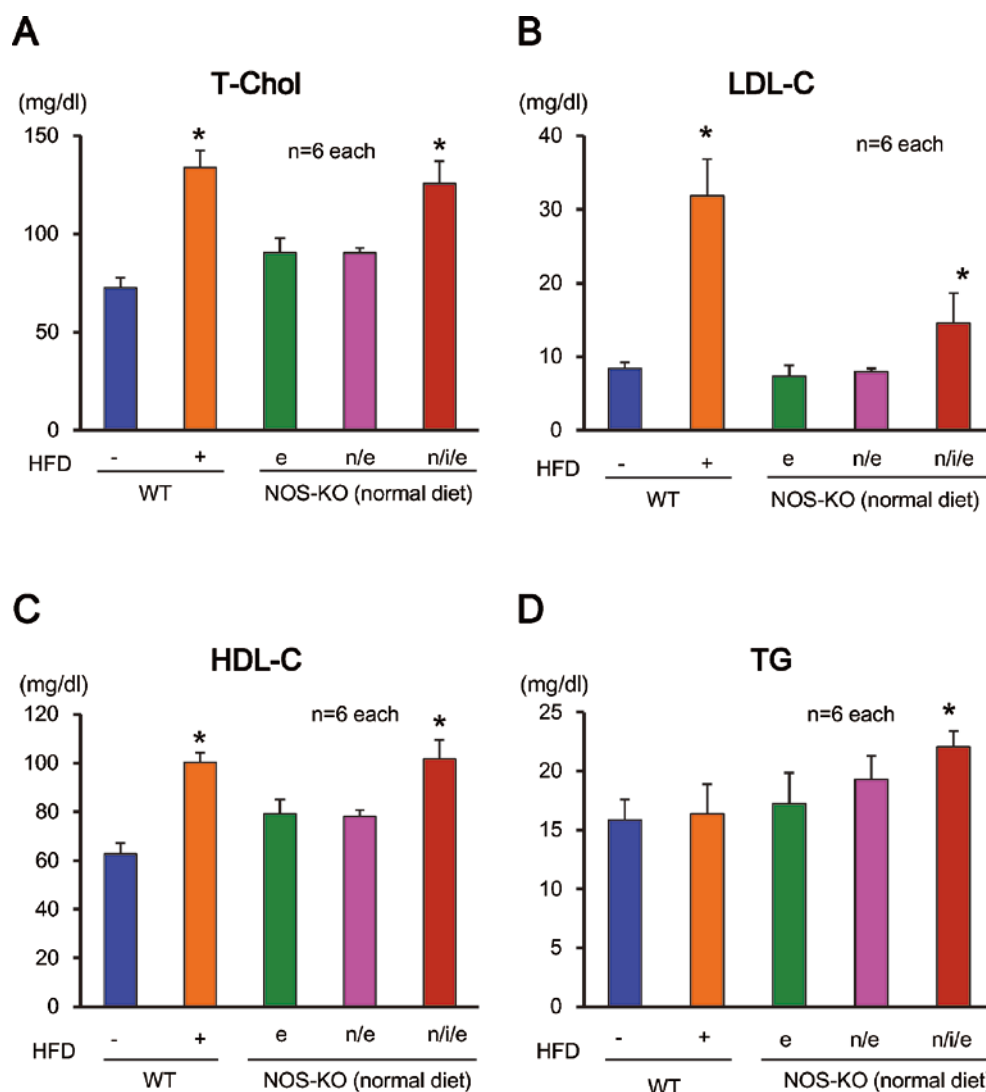 A
T-Chol
(mg/dl)
150
100
50
0
*
n=6 each
*
HFD - + e n/e n/i/e
WT NOS-KO (normal diet)
B
LDL-C
(mg/dl)
40
30
20
10
0
*
n=6 each
*
HFD - + e n/e n/i/e
WT NOS-KO (normal diet)
C
HDL-C
(mg/dl)
120
100
80
60
40
20
0
*
n=6 each
*
HFD - + e n/e n/i/e
WT NOS-KO (normal diet)
D
TG
(mg/dl)
25
20
15
10
5
0
n=6 each
*
HFD - + e n/e n/i/e
WT NOS-KO (normal diet)